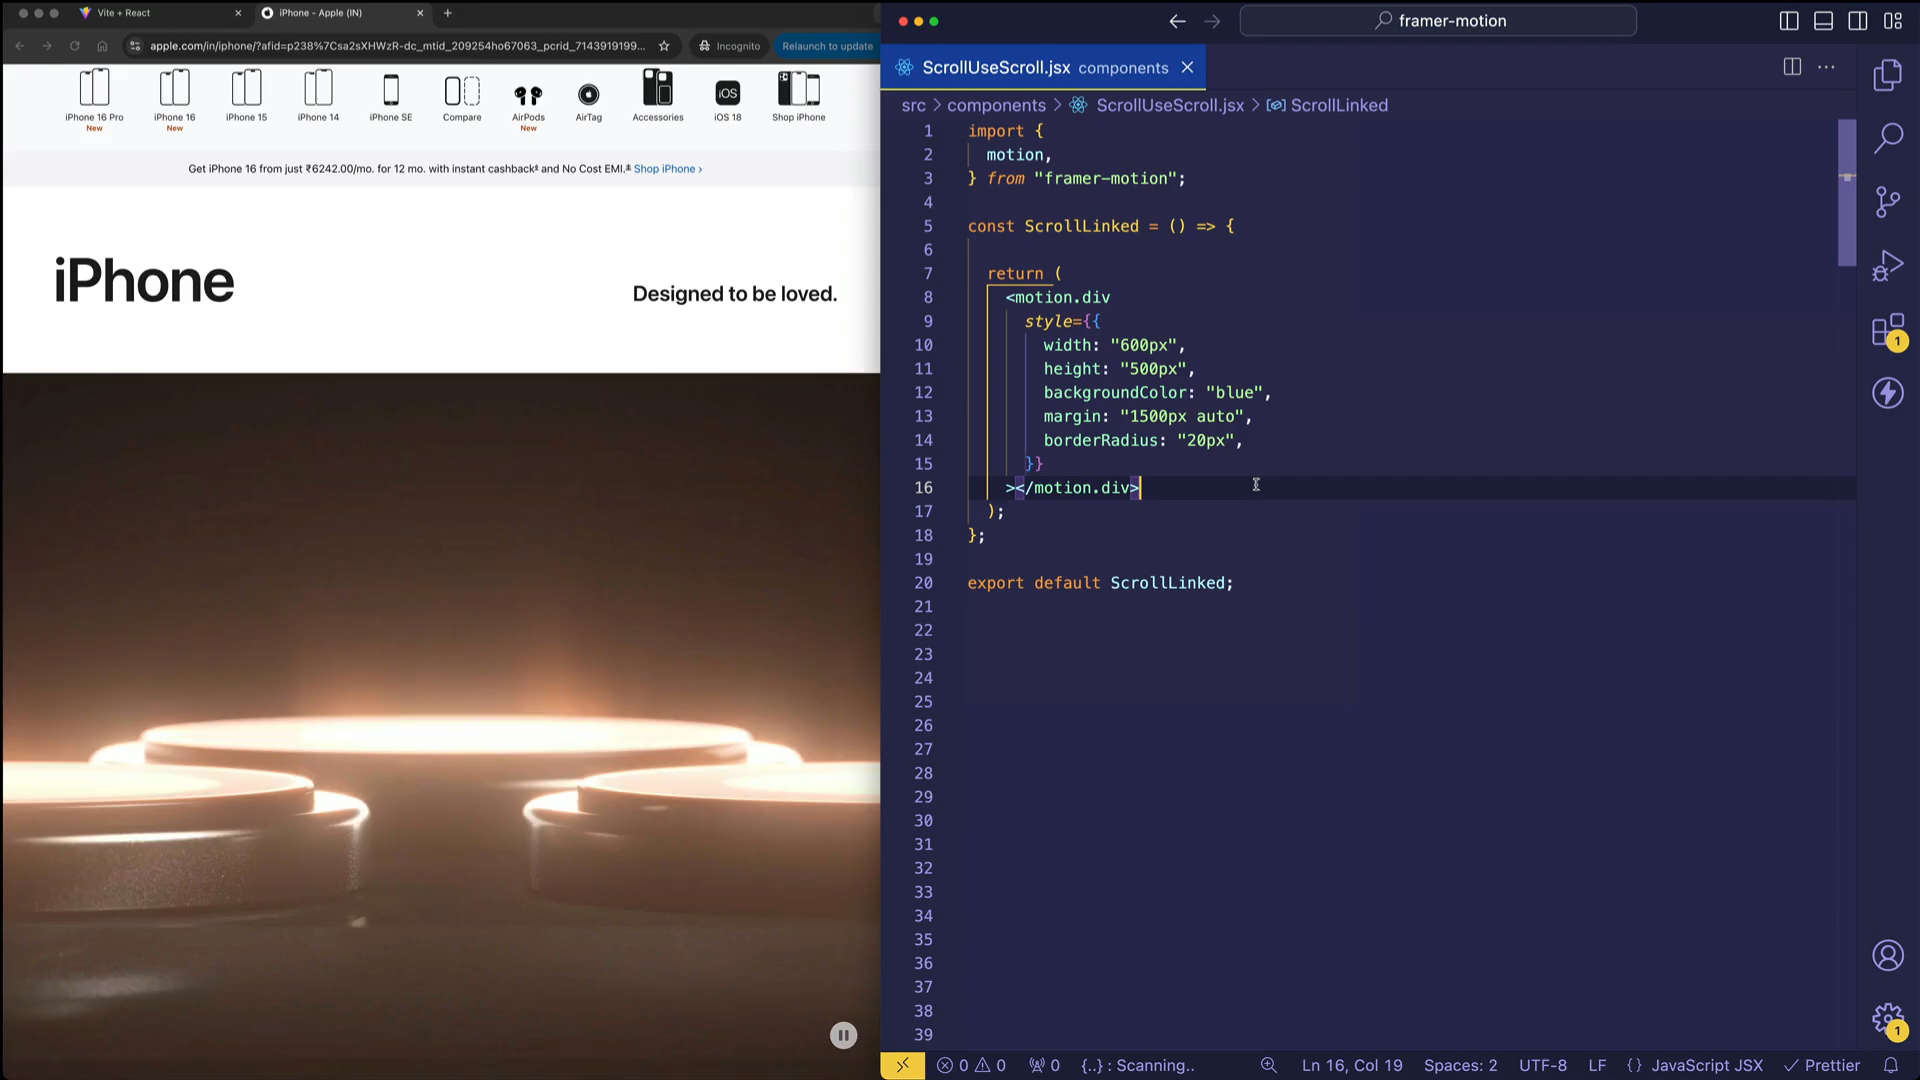 Vite + React
iPhone - Apple (IN)
apple.com/in/iphone/?afid=p238%7Csa2sXHWzR-dc_mtid_209254ho67063_pcrid_7143919199...
Incognito
Relaunch to update
iPhone 16 Pro
New
iPhone 16
New
iPhone 15
iPhone 14
iPhone SE
Compare
AirPods
New
AirTag
Accessories
iOS
iOS 18
Shop iPhone
Get iPhone 16 from just ₹6242.00/mo. for 12 mo. with instant cashback§ and No Cost EMI.± Shop iPhone >
iPhone
Designed to be loved.
framer-motion
ScrollUseScroll.jsx components
src > components > ScrollUseScroll.jsx > ScrollLinked
1 import {
2 motion,
3 } from "framer-motion";
4
5 const ScrollLinked = () => {
6
7 return (
8 <motion.div
9 style={{
10 width: "600px",
11 height: "500px",
12 backgroundColor: "blue",
13 margin: "1500px auto",
14 borderRadius: "20px",
15 }}
16 ></motion.div>
17 );
18 };
19
20 export default ScrollLinked;
21
22
23
24
25
26
27
28
29
30
31
32
33
34
35
36
37
38
39
1
1
0 0 0 {..} : Scanning.. Ln 16, Col 19 Spaces: 2 UTF-8 LF {} JavaScript JSX Prettier